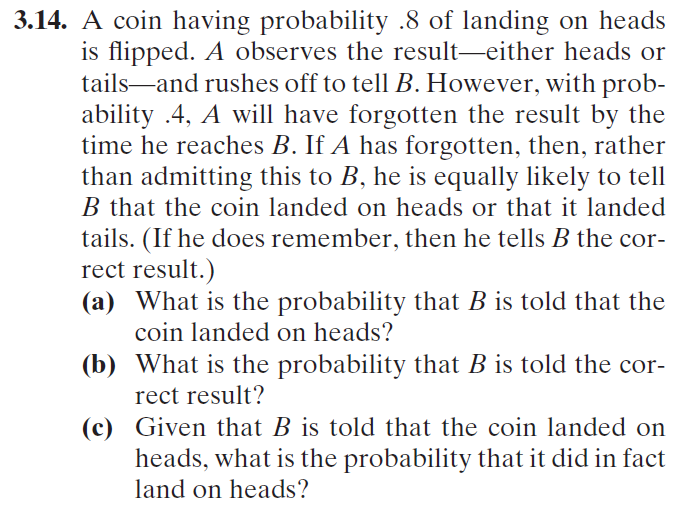 3.14. A coin having probability .8 of landing on heads
is flipped. A observes the result—either heads or
tails—and rushes off to tell B. However, with prob-
ability .4, A will have forgotten the result by the
time he reaches B. If A has forgotten, then, rather
than admitting this to B, he is equally likely to tell
B that the coin landed on heads or that it landed
tails. (If he does remember, then he tells B the cor-
rect result.)
(a) What is the probability that B is told that the
coin landed on heads?
(b) What is the probability that B is told the cor-
rect result?
(c) Given that B is told that the coin landed on
heads, what is the probability that it did in fact
land on heads?